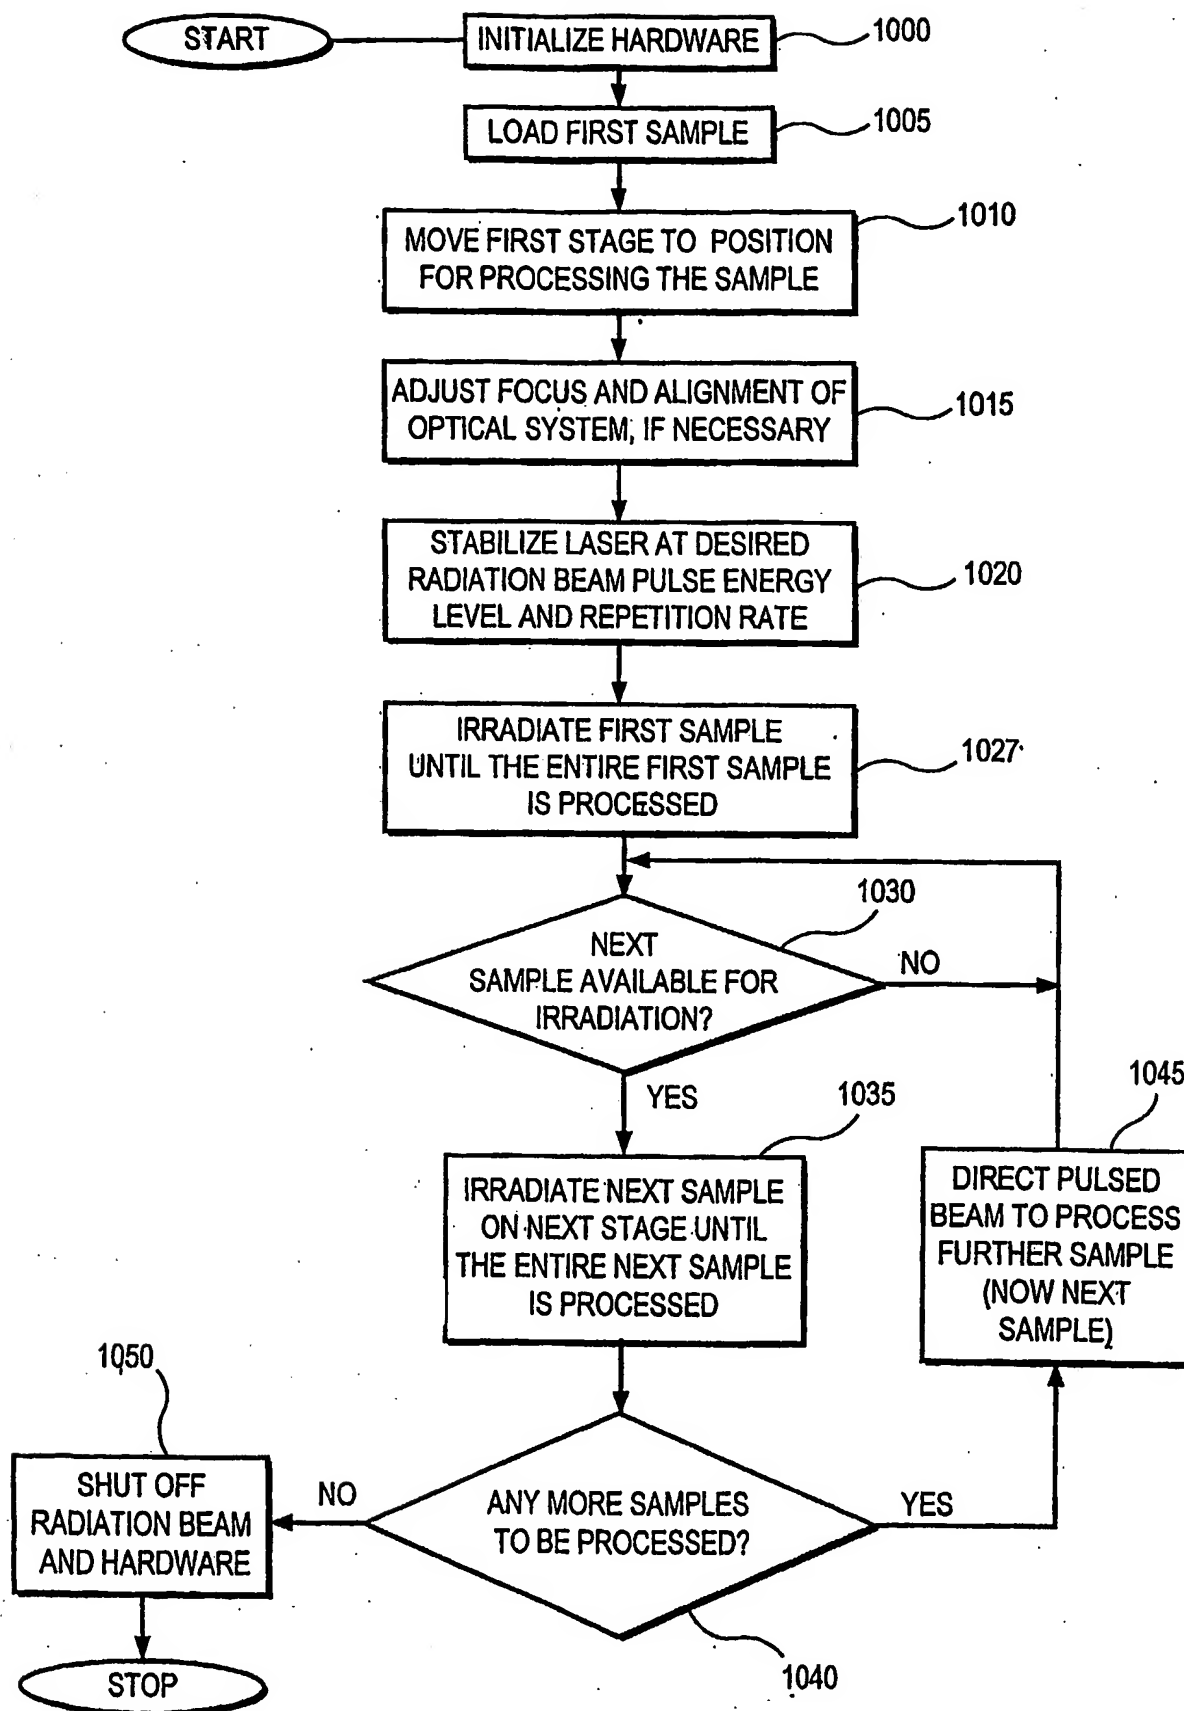 START
INITIALIZE HARDWARE
1000
LOAD FIRST SAMPLE
1005
MOVE FIRST STAGE TO POSITION
FOR PROCESSING THE SAMPLE
1010
ADJUST FOCUS AND ALIGNMENT OF
OPTICAL SYSTEM, IF NECESSARY
1015
STABILIZE LASER AT DESIRED
RADIATION BEAM PULSE ENERGY
LEVEL AND REPETITION RATE
1020
IRRADIATE FIRST SAMPLE
UNTIL THE ENTIRE FIRST SAMPLE
IS PROCESSED
1027
NEXT
SAMPLE AVAILABLE FOR
IRRADIATION?
1030
NO
YES
IRRADIATE NEXT SAMPLE
ON NEXT STAGE UNTIL
THE ENTIRE NEXT SAMPLE
IS PROCESSED
1035
DIRECT PULSED
BEAM TO PROCESS
FURTHER SAMPLE
(NOW NEXT
SAMPLE)
1045
ANY MORE SAMPLES
TO BE PROCESSED?
1040
YES
NO
SHUT OFF
RADIATION BEAM
AND HARDWARE
1050
STOP